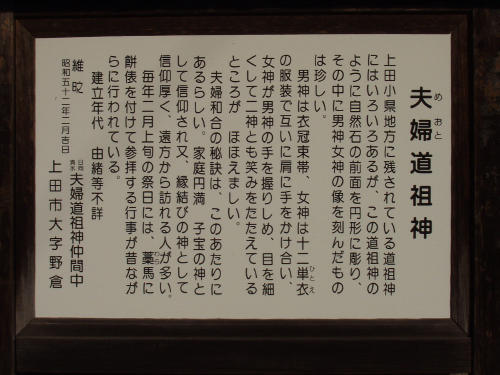 夫婦道祖神
めおと
上田小県地方に残されている道祖神
にはいろいろあるが、この道祖神の
ように自然石の前面を円形に彫り、
その中に男神女神の像を刻んだもの
は珍しい。
男神は衣冠束帯、女神は十二単衣
ひとえ
の服装で互いに肩に手をかけ合い、
女神が男神の手を握りしめ、目を細
くして二神とも笑みをたたえている
ところが ほほえましい。
夫婦和合の秘訣は、このあたりに
あるらしい。家庭円満 子宝の神と
して信仰され又、縁結びの神として
信仰厚く、遠方から訪れる人が多い。
毎年二月上旬の祭日には、藁馬に
わら
餅俵を付けて参拝する行事が昔なが
らに行われている。
建立年代 由緒等不詳
維昭
昭和五十二年二月吉日
夫婦道祖神仲間中
上田市大字野倉